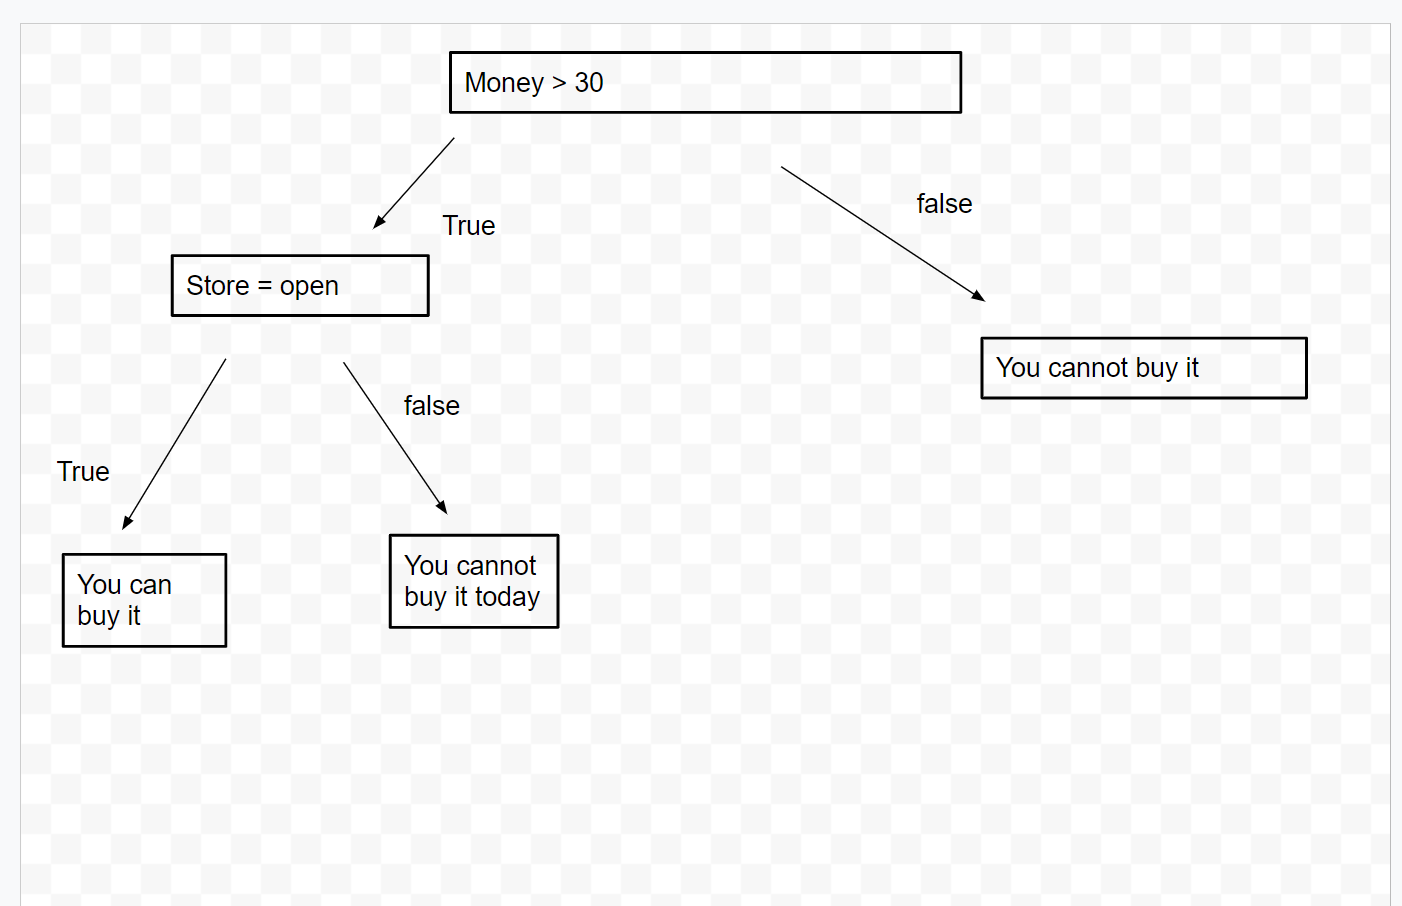 Money > 30
false
True
Store = open
You cannot buy it
false
True
You cannot
buy it today
You can
buy it